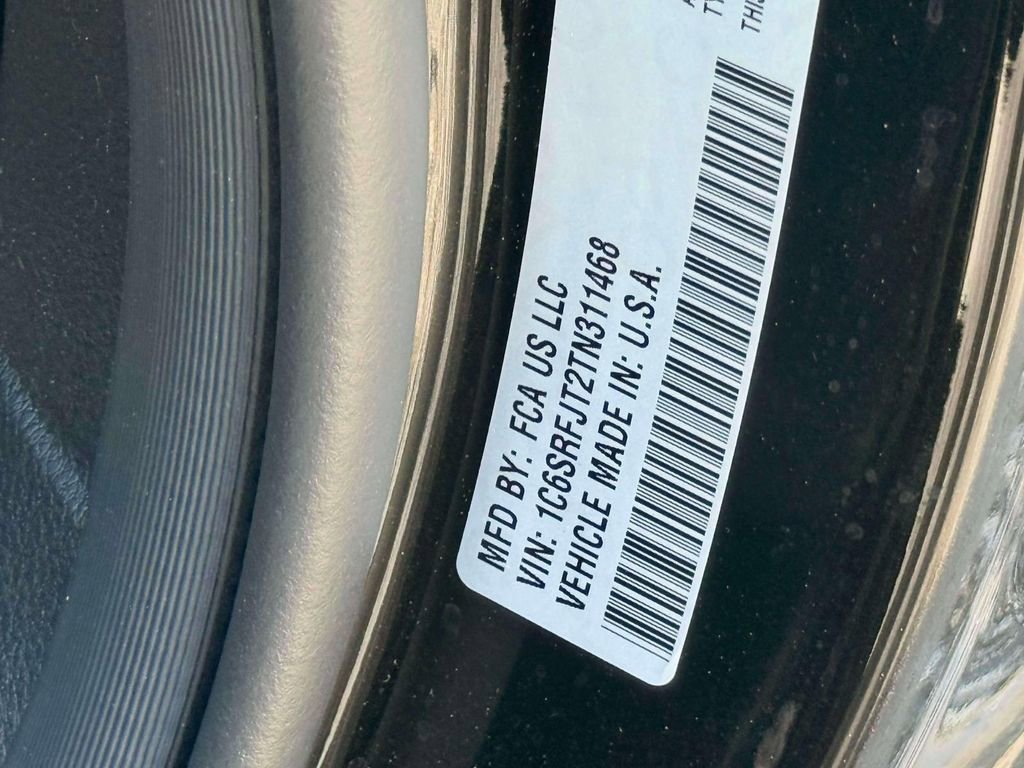 MFD BY: FCA US LLC
VIN: 1C6SRFJT2TN311468
VEHICLE MADE IN: U.S.A.